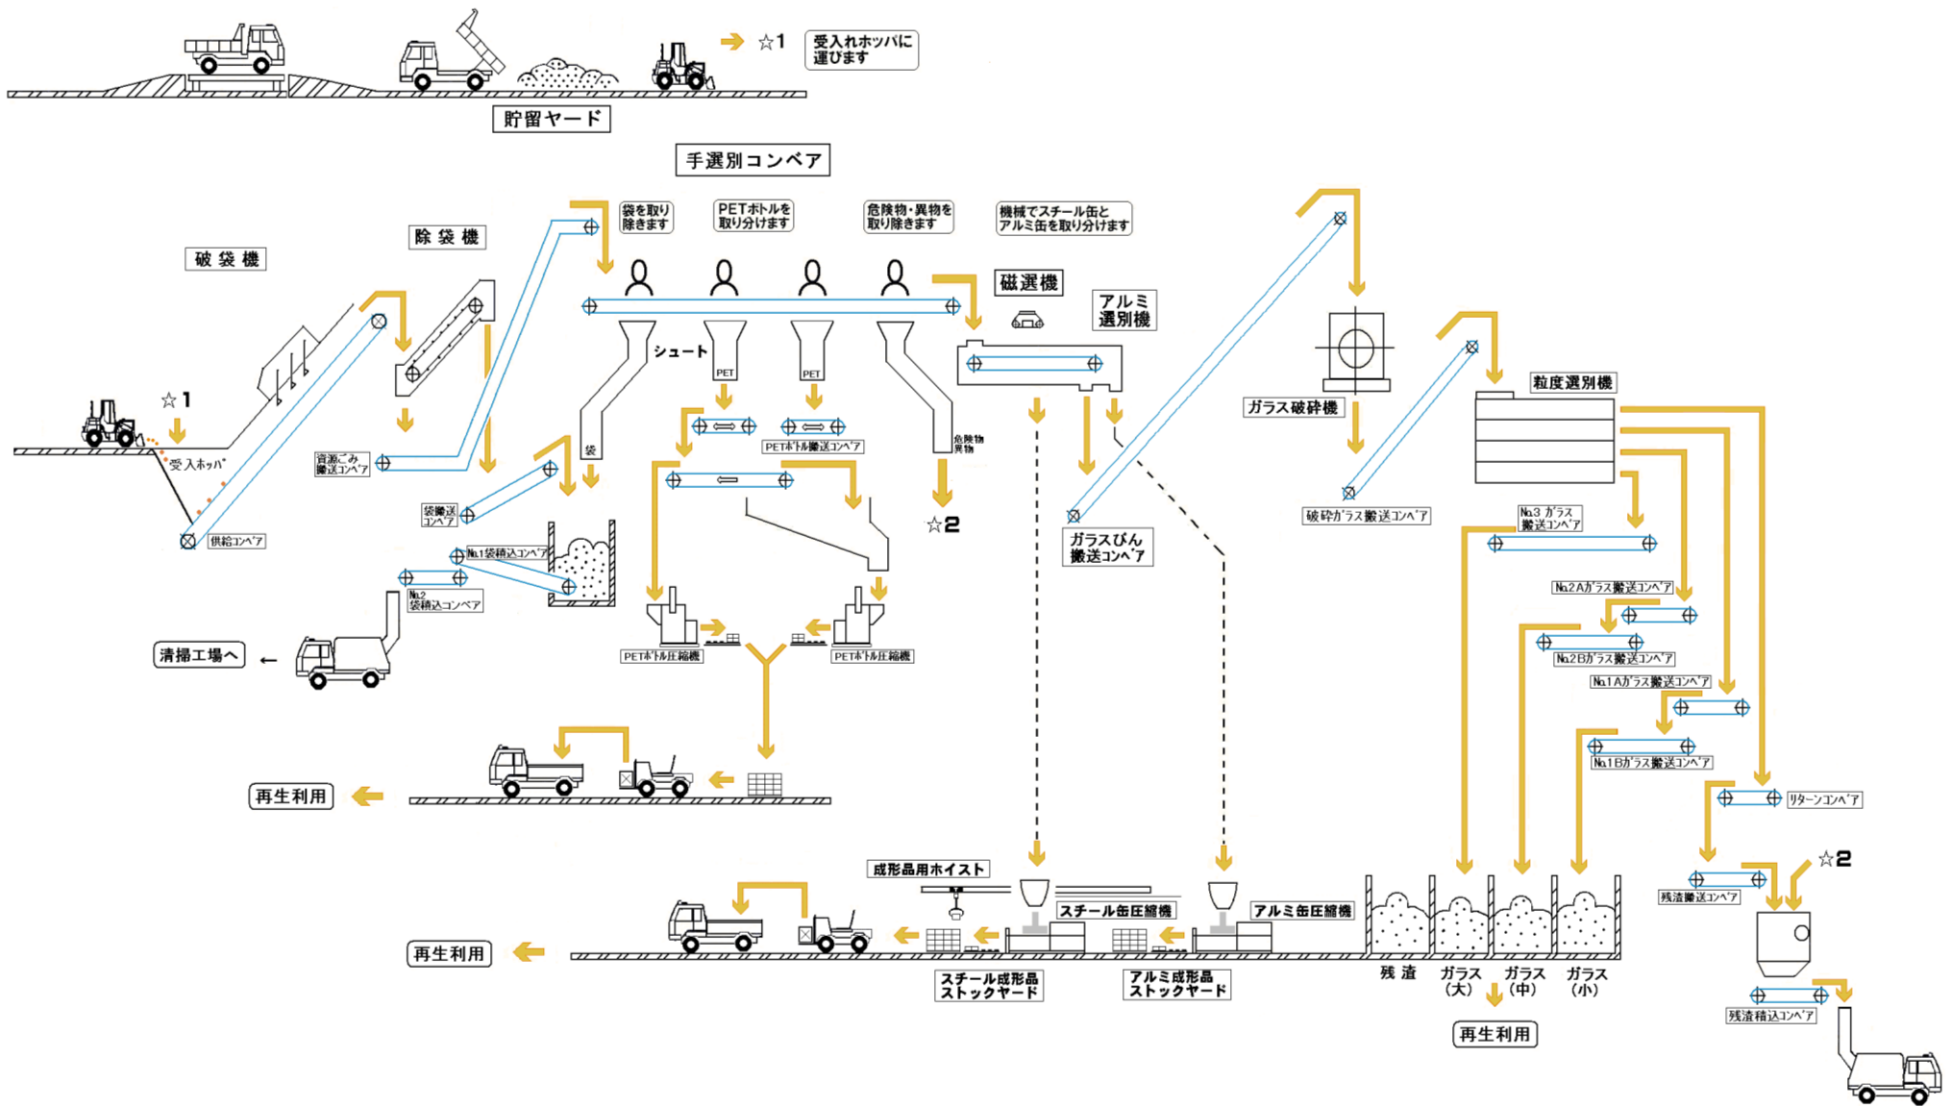 ☆1
受入れホッパに
運びます
貯留ヤード
手選別コンベア
袋を取り
除きます
PETボトルを
取り分けます
危険物・異物を
取り除きます
機械でスチール缶と
アルミ缶を取り分けます
除袋機
破袋機
磁選機
アルミ
選別機
シュート
PET
PET
粒度選別機
ガラス破砕機
☆1
受入ホッパ
資源ごみ
搬送コンベア
袋
PETボトル搬送コンベア
危険物
異物
袋搬送
コンベア
☆2
破砕ガラス搬送コンベア
No.3 ガラス
搬送コンベア
供給コンベア
No.1袋積込コンベア
ガラスびん
搬送コンベア
No.2
袋積込コンベア
No.2Aガラス搬送コンベア
清掃工場へ
←
PETボトル圧縮機
PETボトル圧縮機
No.2Bガラス搬送コンベア
No.1Aガラス搬送コンベア
No.1Bガラス搬送コンベア
再生利用
リターンコンベア
☆2
成形品用ホイスト
残渣搬送コンベア
スチール缶圧縮機
アルミ缶圧縮機
再生利用
スチール成形品
ストックヤード
アルミ成形品
ストックヤード
残渣
ガラス
(大)
ガラス
(中)
ガラス
(小)
残渣積込コンベア
再生利用